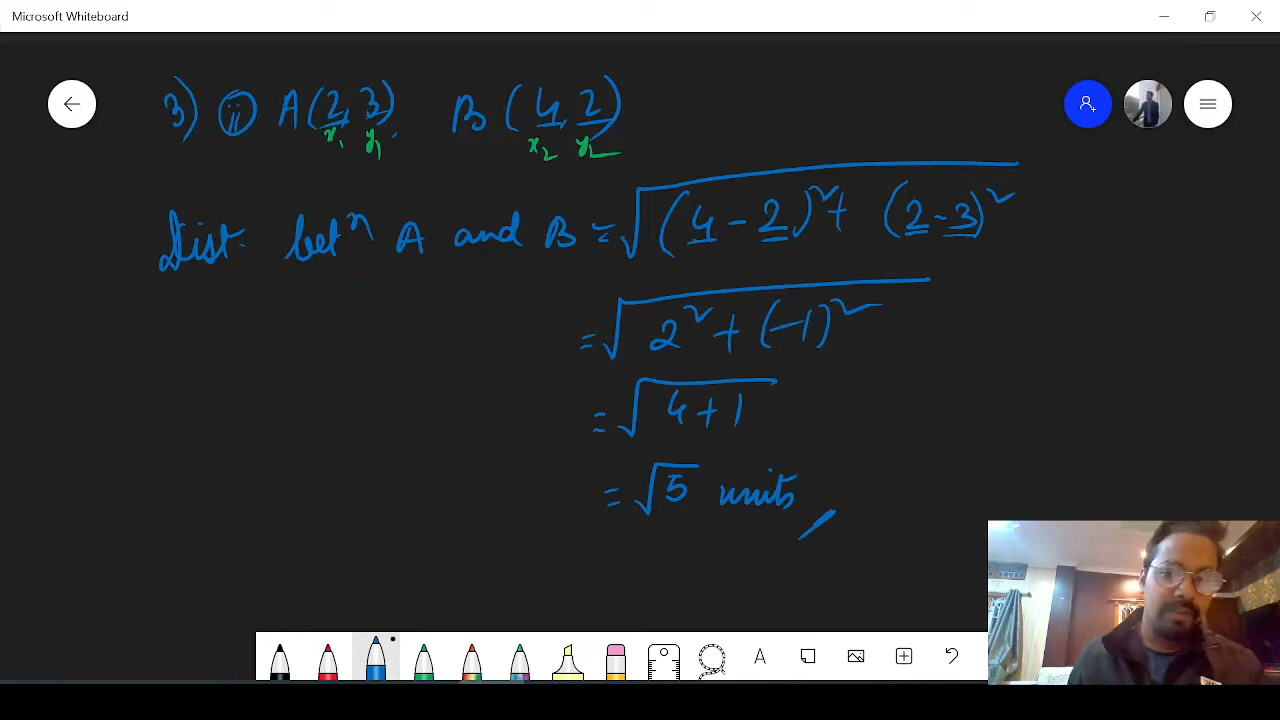 Microsoft Whiteboard
3) ii A(2, 3) B(4, 2)
x₁ y₁ x₂ y₂
Dist. betⁿ A and B = √((4 - 2)² + (2 - 3)²)
= √(2² + (-1)²)
= √(4 + 1)
= √5 units
A